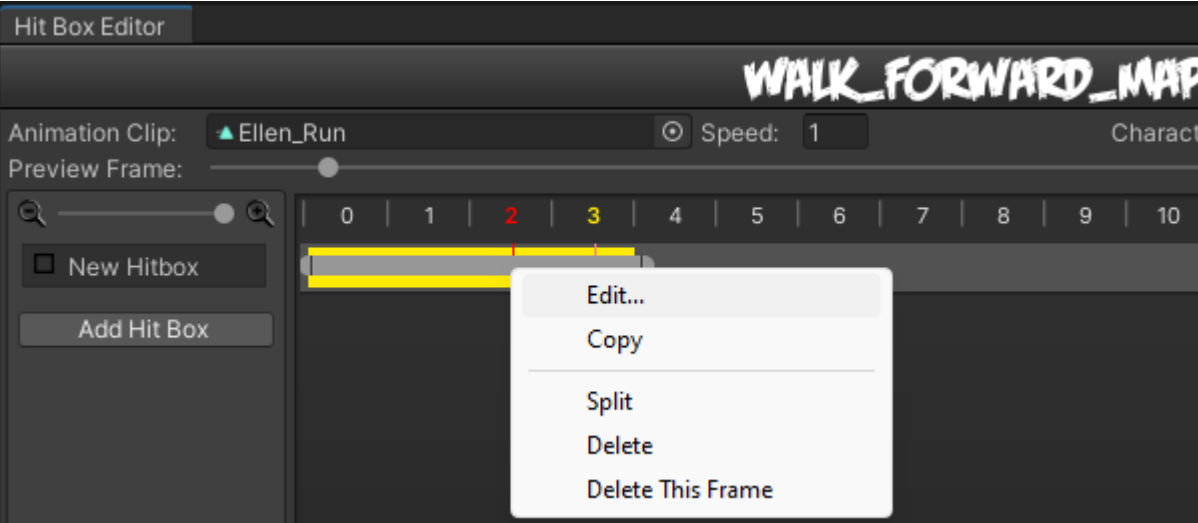 Hit Box Editor
WALK_FORWARD_MAP
Animation Clip: Ellen_Run Speed: 1 Charact
Preview Frame:
0 1 2 3 4 5 6 7 8 9 10
New Hitbox
Add Hit Box
Edit...
Copy
Split
Delete
Delete This Frame